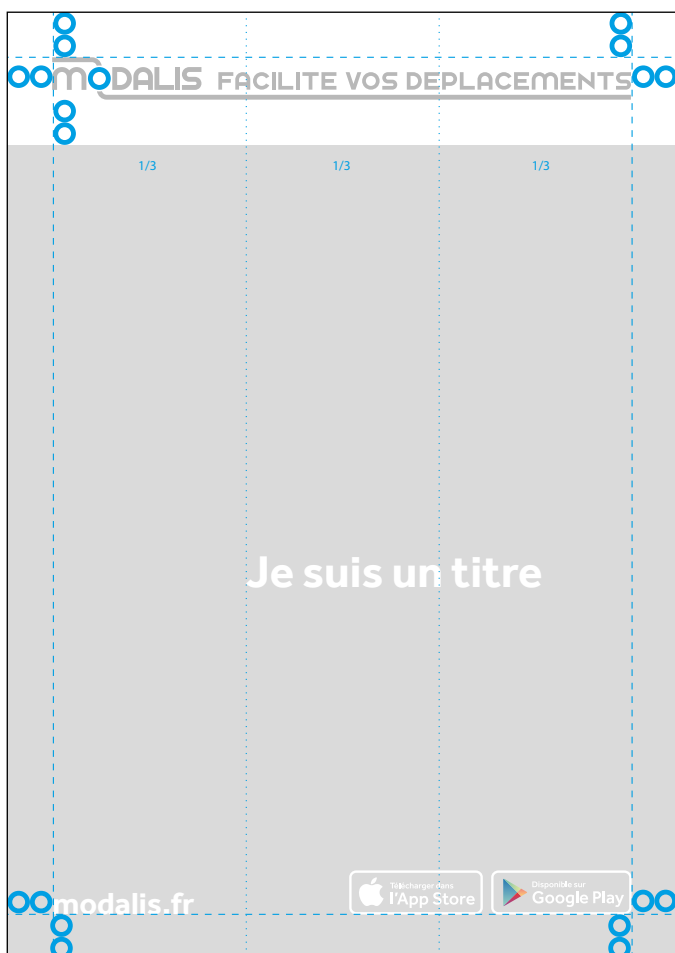 MODALIS FACILITE VOS DEPLACEMENTS
1/3 1/3 1/3
Je suis un titre
modalis.fr
Télécharger dans
l'App Store
Disponible sur
Google Play